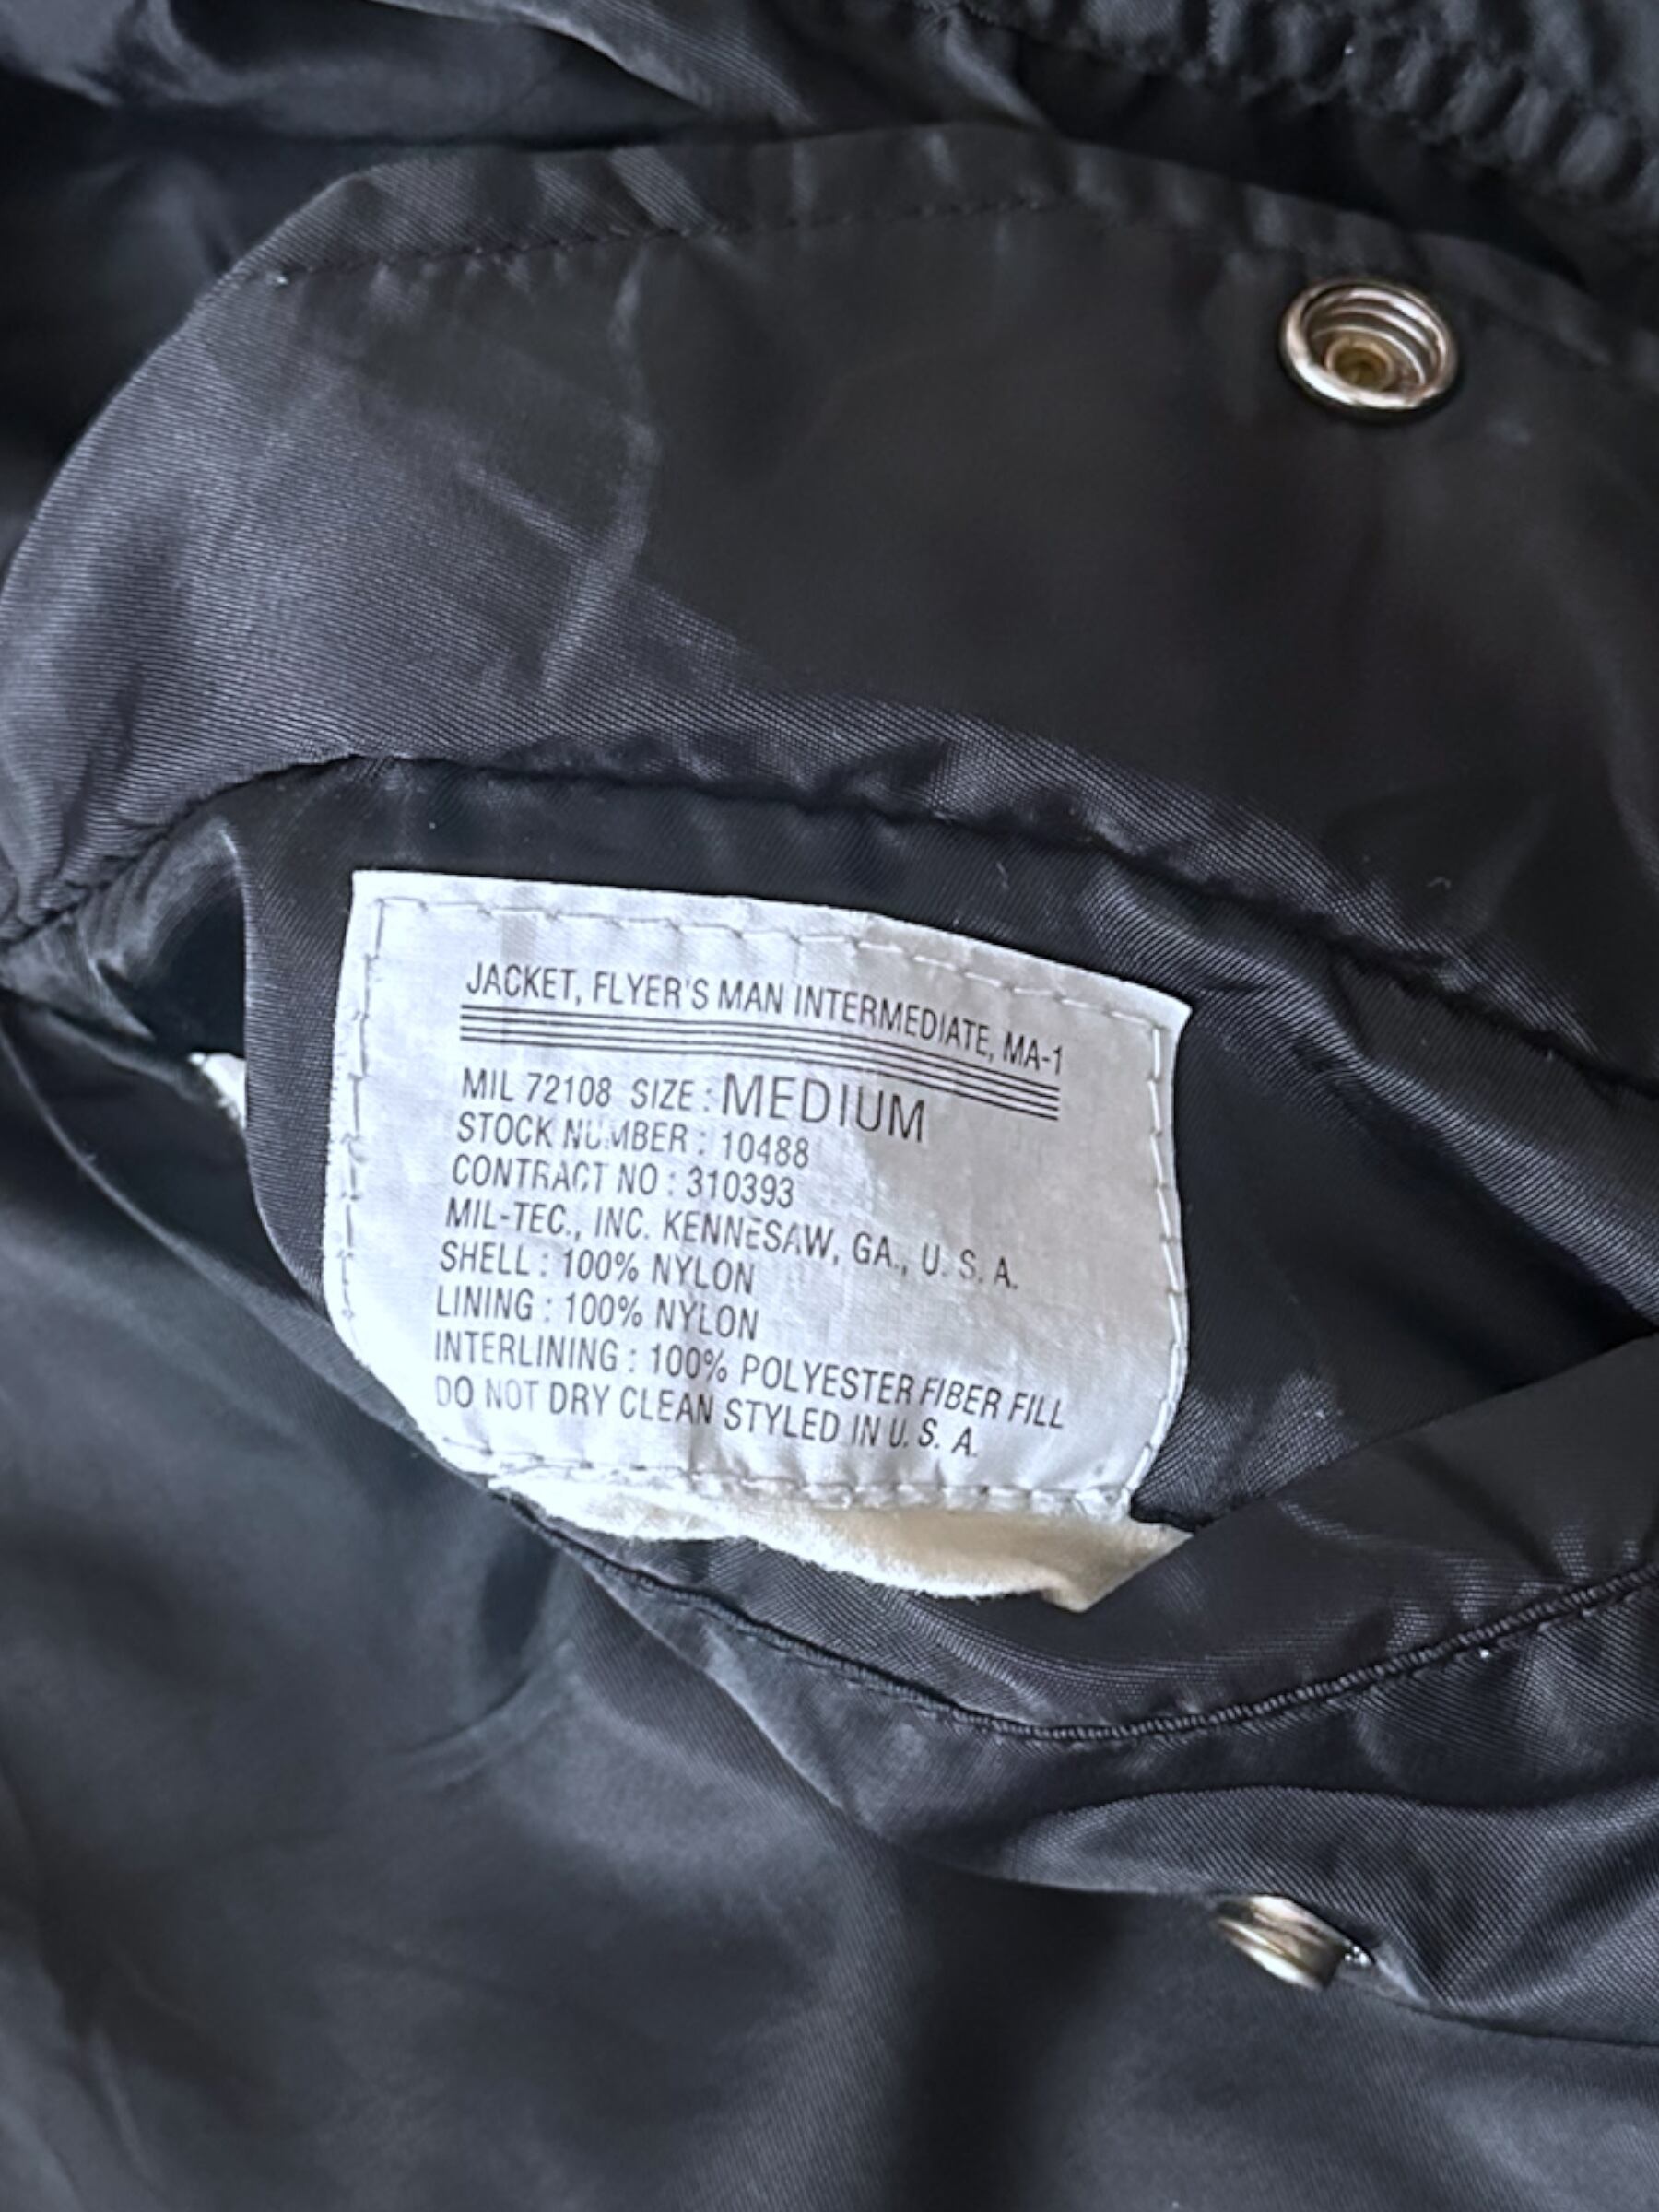 JACKET, FLYER'S MAN INTERMEDIATE, MA-1
MIL 72108 SIZE : MEDIUM
STOCK NUMBER : 10488
CONTRACT NO : 310393
MIL-TEC., INC. KENNESAW, GA., U. S. A.
SHELL : 100% NYLON
LINING : 100% NYLON
INTERLINING : 100% POLYESTER FIBER FILL
DO NOT DRY CLEAN STYLED IN U. S. A.